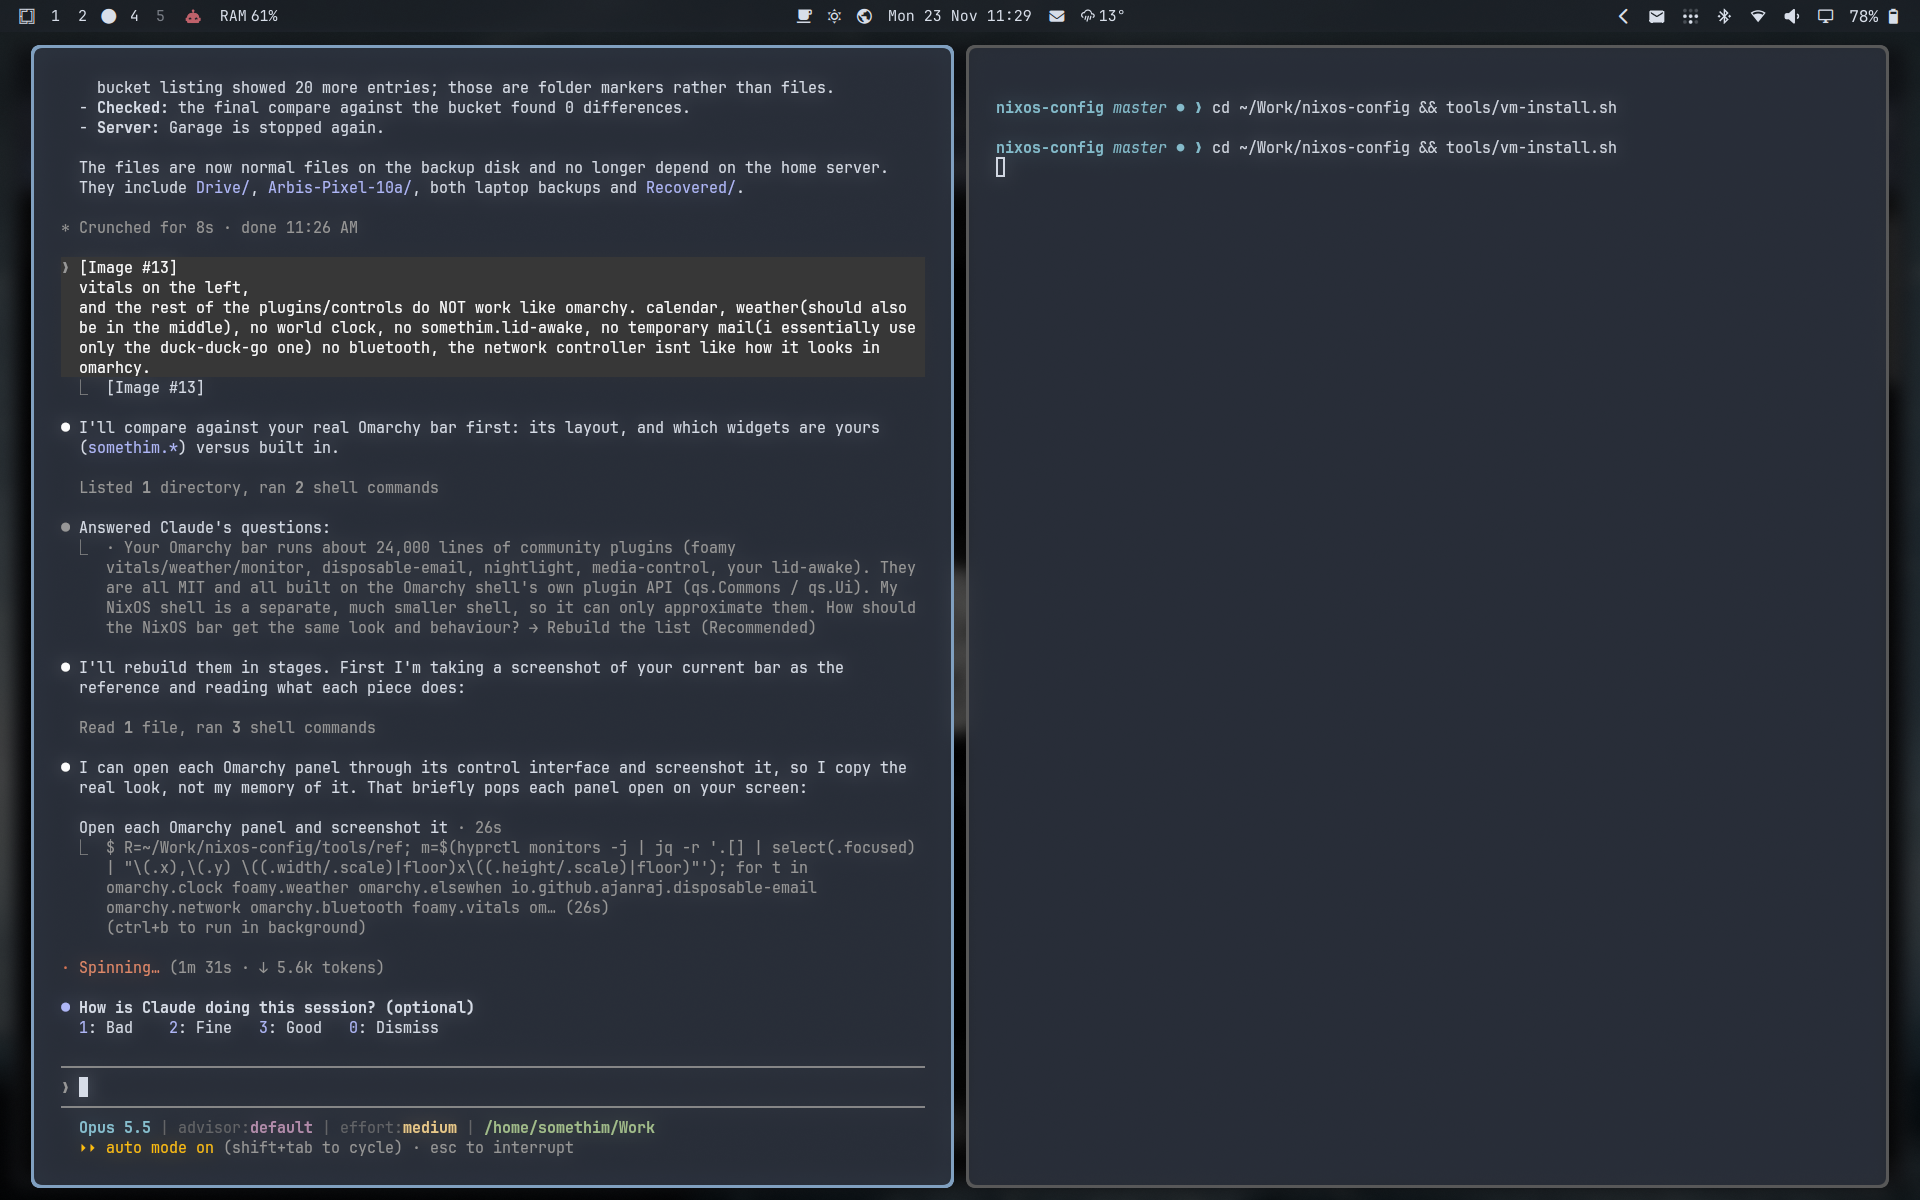 1 2 4 5 RAM 61% Mon 23 Nov 11:29 13° 78%
bucket listing showed 20 more entries; those are folder markers rather than files.
- Checked: the final compare against the bucket found 0 differences.
- Server: Garage is stopped again.
The files are now normal files on the backup disk and no longer depend on the home server.
They include Drive/, Arbis-Pixel-10a/, both laptop backups and Recovered/.
* Crunched for 8s · done 11:26 AM
❯ [Image #13]
vitals on the left,
and the rest of the plugins/controls do NOT work like omarchy. calendar, weather(should also
be in the middle), no world clock, no somethim.lid-awake, no temporary mail(i essentially use
only the duck-duck-go one) no bluetooth, the network controller isnt like how it looks in
omarhcy.
⎿ [Image #13]
● I'll compare against your real Omarchy bar first: its layout, and which widgets are yours
(somethim.*) versus built in.
Listed 1 directory, ran 2 shell commands
● Answered Claude's questions:
⎿ · Your Omarchy bar runs about 24,000 lines of community plugins (foamy
vitals/weather/monitor, disposable-email, nightlight, media-control, your lid-awake). They
are all MIT and all built on the Omarchy shell's own plugin API (qs.Commons / qs.Ui). My
NixOS shell is a separate, much smaller shell, so it can only approximate them. How should
the NixOS bar get the same look and behaviour? → Rebuild the list (Recommended)
● I'll rebuild them in stages. First I'm taking a screenshot of your current bar as the
reference and reading what each piece does:
Read 1 file, ran 3 shell commands
● I can open each Omarchy panel through its control interface and screenshot it, so I copy the
real look, not my memory of it. That briefly pops each panel open on your screen:
Open each Omarchy panel and screenshot it · 26s
⎿ $ R=~/Work/nixos-config/tools/ref; m=$(hyprctl monitors -j | jq -r '.[] | select(.focused)
| "\(.x),\(.y) \((.width/.scale)|floor)x\((.height/.scale)|floor)"'); for t in
omarchy.clock foamy.weather omarchy.elsewhen io.github.ajanraj.disposable-email
omarchy.network omarchy.bluetooth foamy.vitals om… (26s)
(ctrl+b to run in background)
· Spinning… (1m 31s · ↓ 5.6k tokens)
● How is Claude doing this session? (optional)
1: Bad 2: Fine 3: Good 0: Dismiss
❯
Opus 5.5 | advisor:default | effort:medium | /home/somethim/Work
⏵⏵ auto mode on (shift+tab to cycle) · esc to interrupt
nixos-config master ● ❯ cd ~/Work/nixos-config && tools/vm-install.sh
nixos-config master ● ❯ cd ~/Work/nixos-config && tools/vm-install.sh